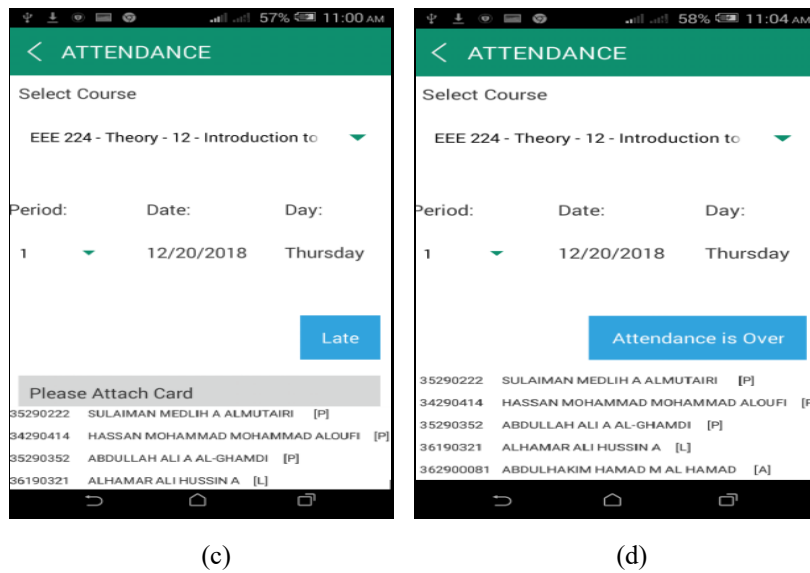 57% 11:00 AM
ATTENDANCE
Select Course
EEE 224 - Theory - 12 - Introduction to
Period: Date: Day:
1 12/20/2018 Thursday
Late
Please Attach Card
35290222 SULAIMAN MEDLIH A ALMUTAIRI [P]
34290414 HASSAN MOHAMMAD MOHAMMAD ALOUFI [P]
35290352 ABDULLAH ALI A AL-GHAMDI [P]
36190321 ALHAMAR ALI HUSSIN A [L]
(c)
58% 11:04 AM
ATTENDANCE
Select Course
EEE 224 - Theory - 12 - Introduction to
Period: Date: Day:
1 12/20/2018 Thursday
Attendance is Over
35290222 SULAIMAN MEDLIH A ALMUTAIRI [P]
34290414 HASSAN MOHAMMAD MOHAMMAD ALOUFI [P
35290352 ABDULLAH ALI A AL-GHAMDI [P]
36190321 ALHAMAR ALI HUSSIN A [L]
362900081 ABDULHAKIM HAMAD M AL HAMAD [A]
(d)